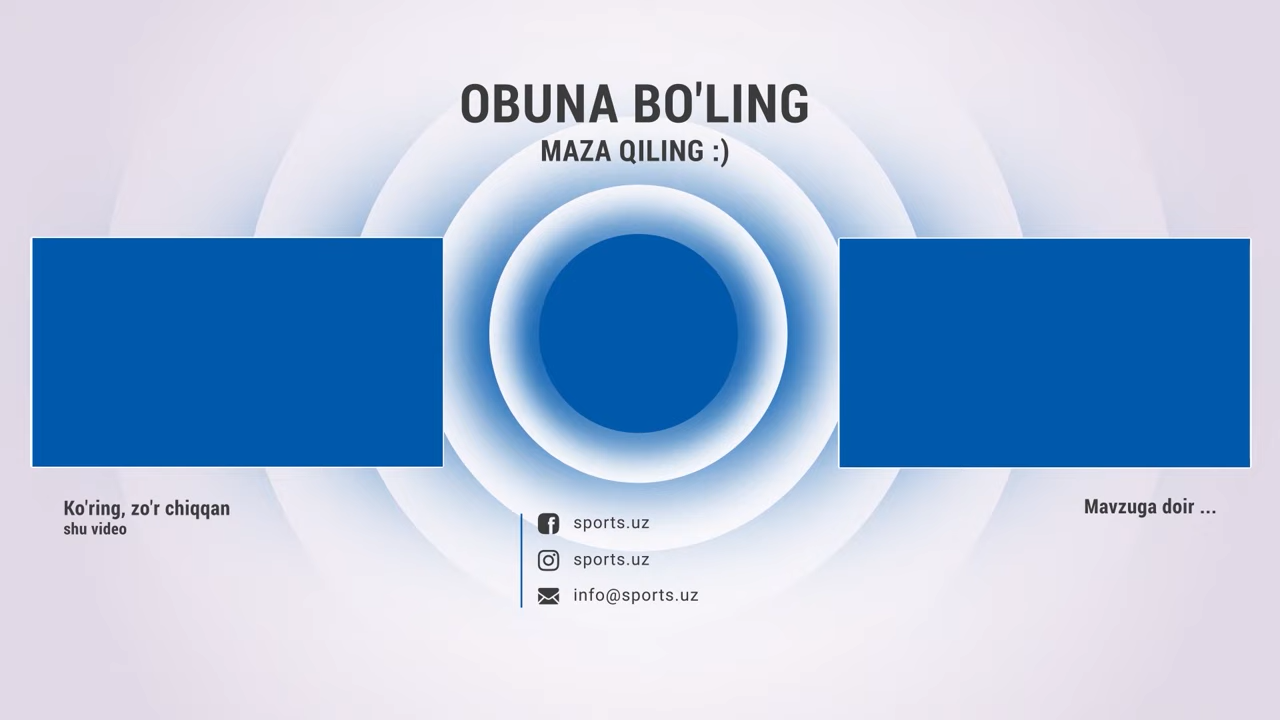 OBUNA BO'LING
MAZA QILING :)
Ko'ring, zo'r chiqqan
shu video
Mavzuga doir ...
sports.uz
sports.uz
info@sports.uz